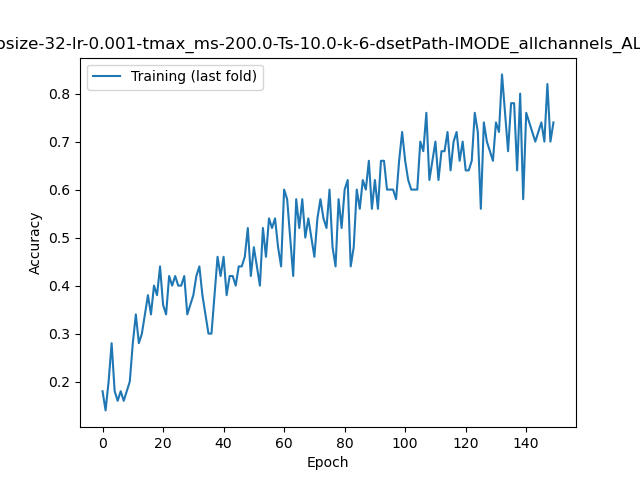 bsize-32-lr-0.001-tmax_ms-200.0-Ts-10.0-k-6-dsetPath-IMODE_allchannels_AL
Training (last fold)
0.8
0.7
0.6
0.5
0.4
0.3
0.2
Accuracy
0 20 40 60 80 100 120 140
Epoch